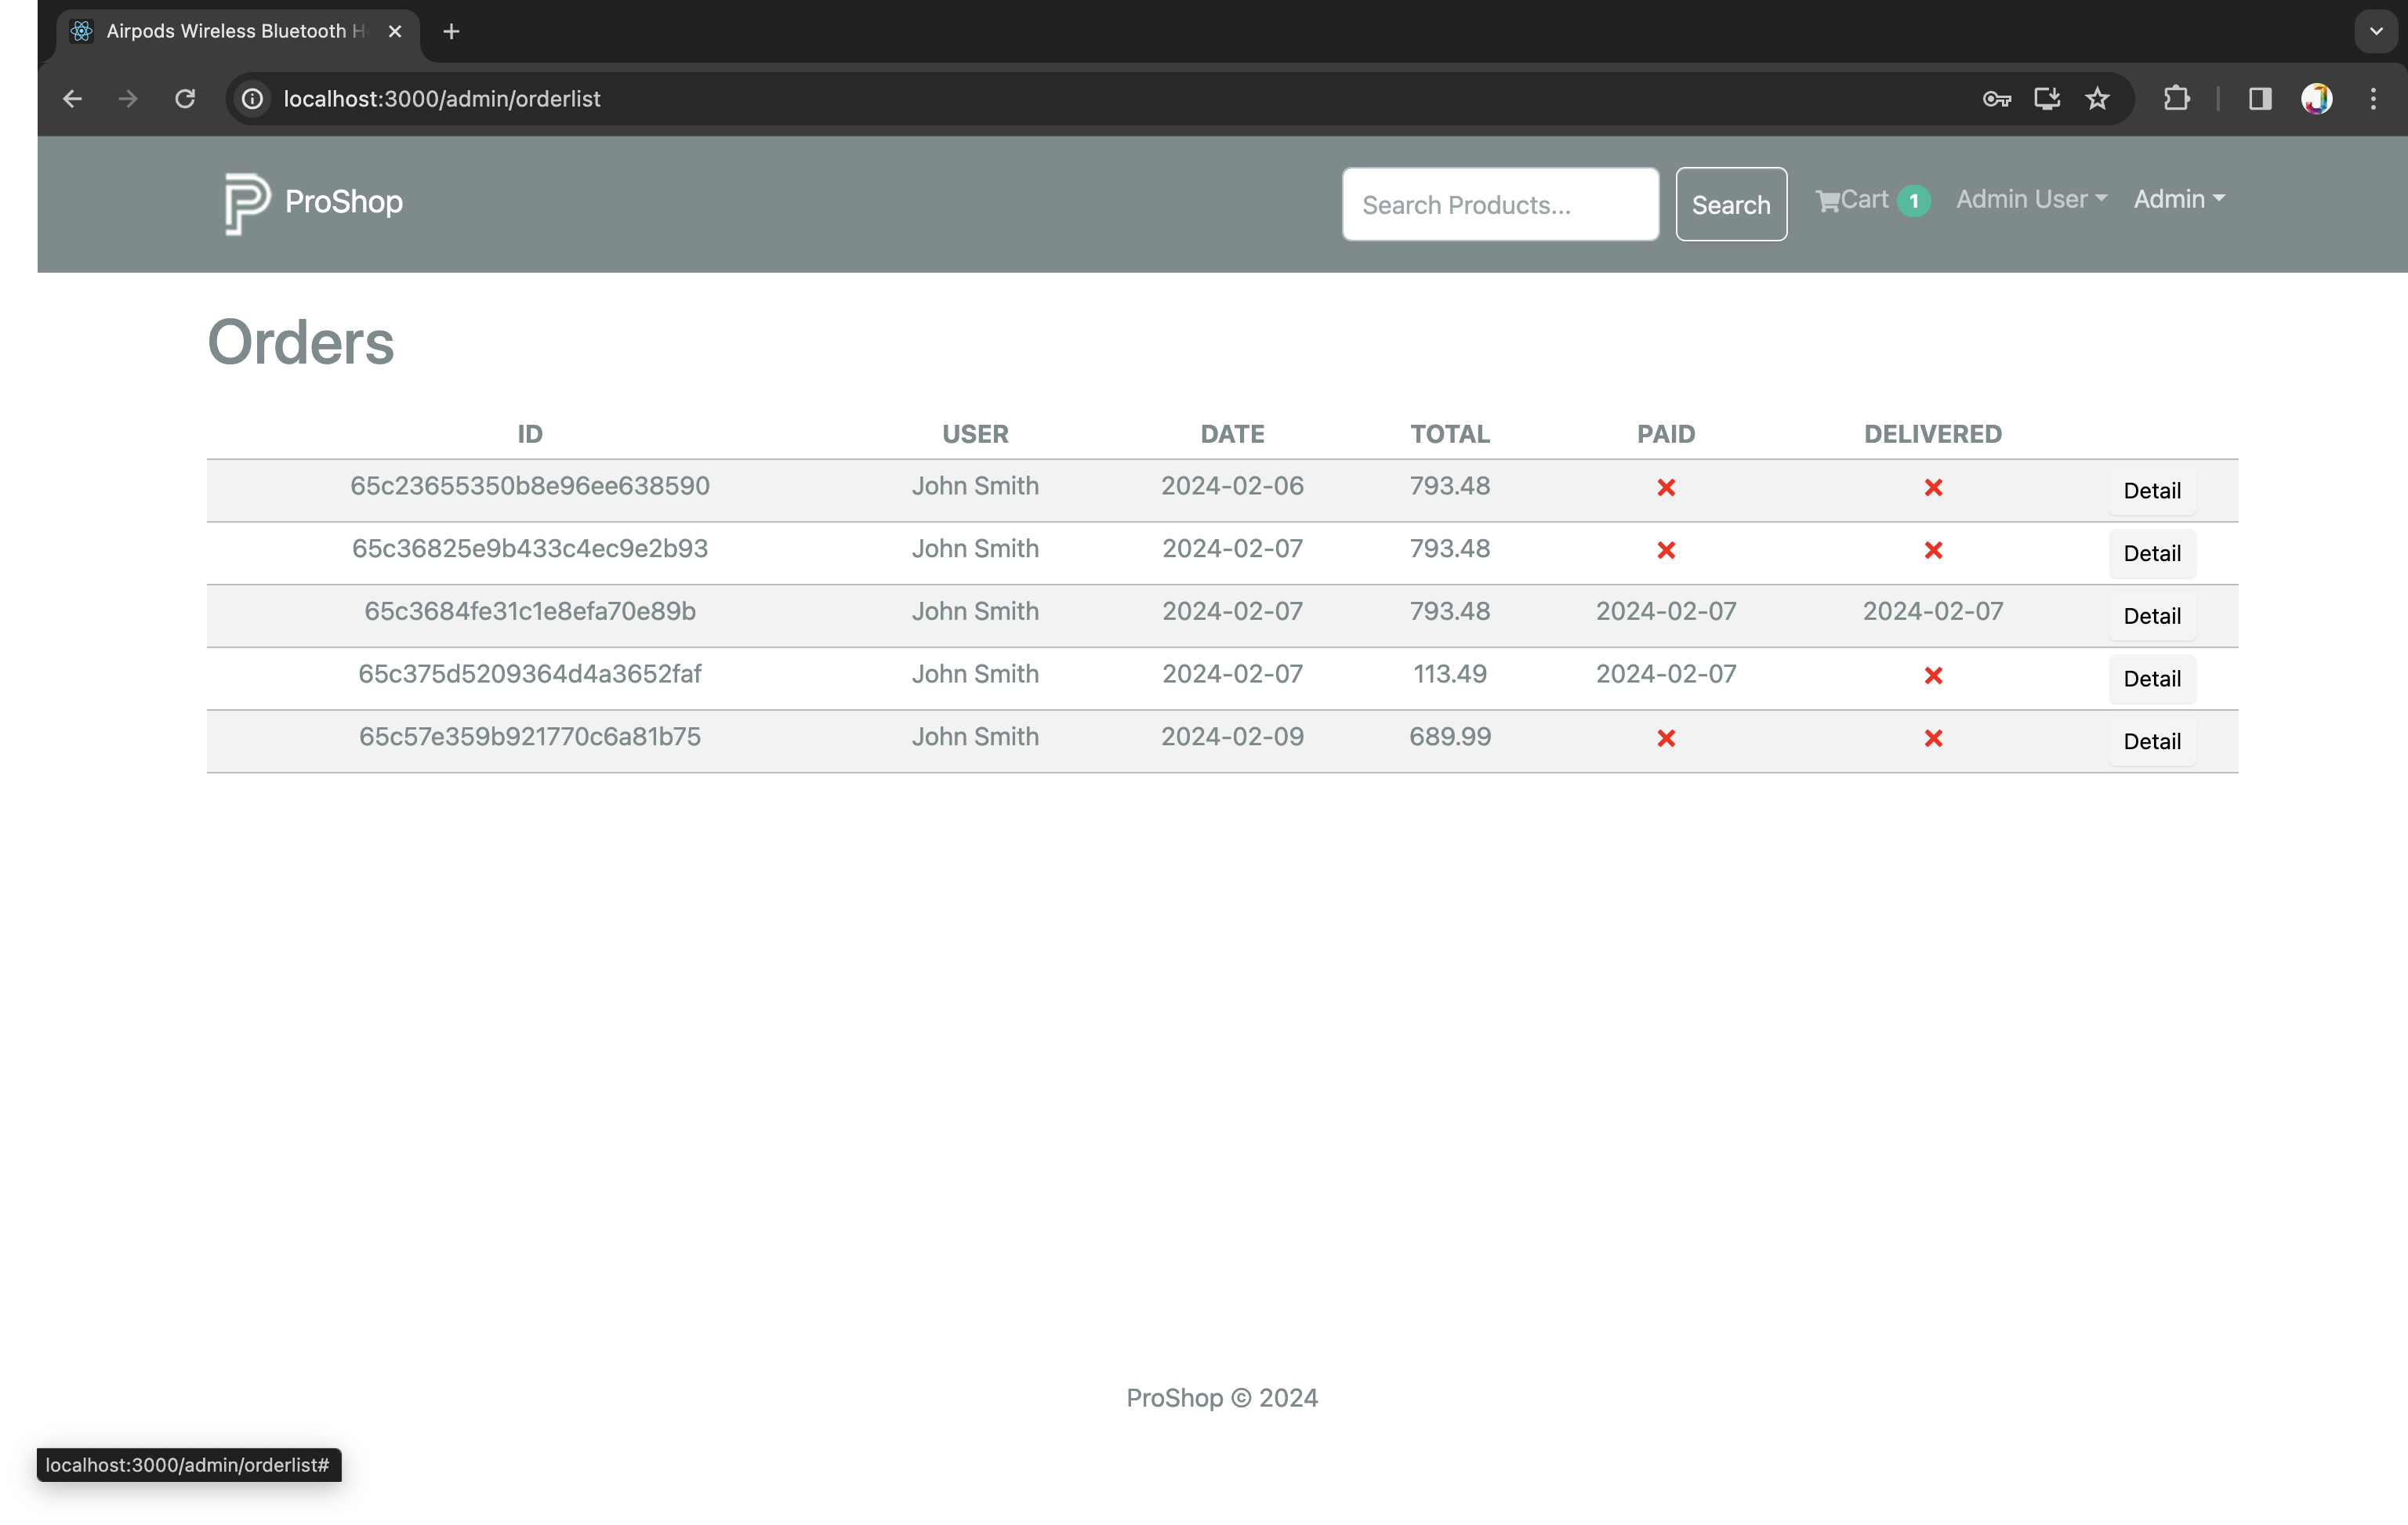 Airpods Wireless Bluetooth H
localhost:3000/admin/orderlist
ProShop
Search Products...
Search
Cart 1
Admin User
Admin
Orders
ID USER DATE TOTAL PAID DELIVERED
65c23655350b8e96ee638590 John Smith 2024-02-06 793.48 Detail
65c36825e9b433c4ec9e2b93 John Smith 2024-02-07 793.48 Detail
65c3684fe31c1e8efa70e89b John Smith 2024-02-07 793.48 2024-02-07 2024-02-07 Detail
65c375d5209364d4a3652faf John Smith 2024-02-07 113.49 2024-02-07 Detail
65c57e359b921770c6a81b75 John Smith 2024-02-09 689.99 Detail
ProShop © 2024
localhost:3000/admin/orderlist#